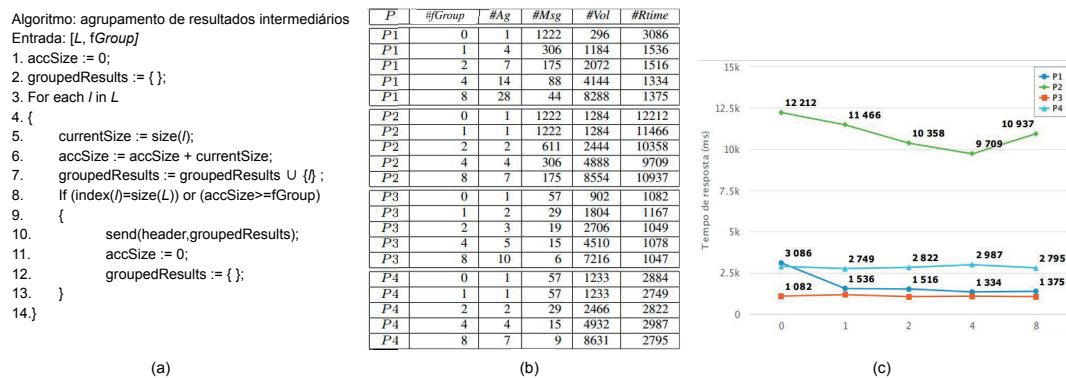 Algoritmo: agrupamento de resultados intermediários
Entrada: [L, fGroup]
1. accSize := 0;
2. groupedResults := { };
3. For each l in L
4. {
5. currentSize := size(l);
6. accSize := accSize + currentSize;
7. groupedResults := groupedResults ∪ {l} ;
8. If (index(l)=size(L)) or (accSize>=fGroup)
9. {
10. send(header,groupedResults);
11. accSize := 0;
12. groupedResults := { };
13. }
14.}
(a)
P #fGroup #Ag #Msg #Vol #Rtime
P1 0 1 1222 296 3086
P1 1 4 306 1184 1536
P1 2 7 175 2072 1516
P1 4 14 88 4144 1334
P1 8 28 44 8288 1375
P2 0 1 1222 1284 12212
P2 1 1 1222 1284 11466
P2 2 2 611 2444 10358
P2 4 4 306 4888 9709
P2 8 7 175 8554 10937
P3 0 1 57 902 1082
P3 1 2 29 1804 1167
P3 2 3 19 2706 1049
P3 4 5 15 4510 1078
P3 8 10 6 7216 1047
P4 0 1 57 1233 2884
P4 1 1 57 1233 2749
P4 2 2 29 2466 2822
P4 4 4 15 4932 2987
P4 8 7 9 8631 2795
(b)
Tempo de resposta (ms)
15k
12.5k
10k
7.5k
5k
2.5k
0
P1
P2
P3
P4
12 212
11 466
10 358
9 709
10 937
3 086
2 749
2 822
2 987
2 795
1 082
1 536
1 516
1 334
1 375
0 1 2 4 8
(c)